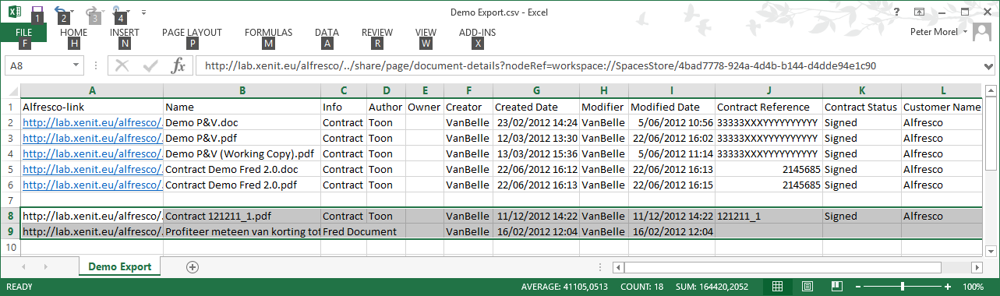 Demo Export.csv - Excel
1 2 3 4
FILE HOME INSERT PAGE LAYOUT FORMULAS DATA REVIEW VIEW ADD-INS Peter Morel
F H N P M A R W X
A8 fx http://lab.xenit.eu/alfresco/../share/page/document-details?nodeRef=workspace://SpacesStore/4bad7778-924a-4d4b-b144-d4dde94e1c90
A B C D E F G H I J K L
1 Alfresco-link Name Info Author Owner Creator Created Date Modifier Modified Date Contract Reference Contract Status Customer Name
2 http://lab.xenit.eu/alfresco/. Demo P&V.doc Contract Toon VanBelle 23/02/2012 14:24 VanBelle 5/06/2012 10:56 33333XXXYYYYYYYYYY Signed Alfresco
3 http://lab.xenit.eu/alfresco/. Demo P&V.pdf Contract Toon VanBelle 12/03/2012 13:30 VanBelle 22/06/2012 16:02 33333XXXYYYYYYYYYY Signed Alfresco
4 http://lab.xenit.eu/alfresco/. Demo P&V (Working Copy).pdf Contract Toon VanBelle 13/03/2012 15:36 VanBelle 5/06/2012 11:14 33333XXXYYYYYYYYYY Signed Alfresco
5 http://lab.xenit.eu/alfresco/. Contract Demo Fred 2.0.doc Contract Toon VanBelle 22/06/2012 16:12 VanBelle 22/06/2012 16:13 2145685 Signed Alfresco
6 http://lab.xenit.eu/alfresco/. Contract Demo Fred 2.0.pdf Contract Toon VanBelle 22/06/2012 16:13 VanBelle 22/06/2012 16:15 2145685 Signed Alfresco
7
8 http://lab.xenit.eu/alfresco/. Contract 121211_1.pdf Contract Toon VanBelle 11/12/2012 14:22 VanBelle 11/12/2012 14:22 121211_1 Signed Alfresco
9 http://lab.xenit.eu/alfresco/. Profiteer meteen van korting tot Fred Document VanBelle 16/02/2012 12:04 VanBelle 16/02/2012 12:04
10
Demo Export
READY AVERAGE: 41105,0513 COUNT: 18 SUM: 164420,2052 100%